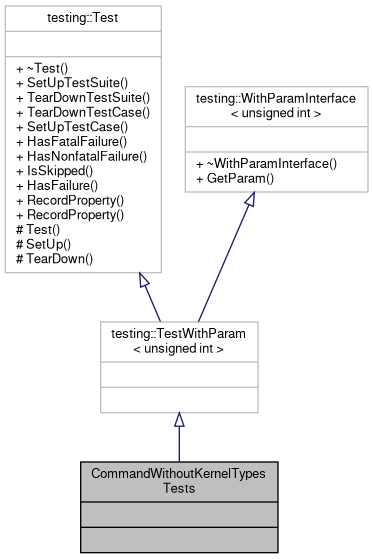 testing::Test
+ ~Test()
+ SetUpTestSuite()
+ TearDownTestSuite()
+ TearDownTestCase()
+ SetUpTestCase()
+ HasFatalFailure()
+ HasNonfatalFailure()
+ IsSkipped()
+ HasFailure()
+ RecordProperty()
+ RecordProperty()
# Test()
# SetUp()
# TearDown()
testing::WithParamInterface
< unsigned int >
+ ~WithParamInterface()
+ GetParam()
testing::TestWithParam
< unsigned int >
CommandWithoutKernelTypes
Tests